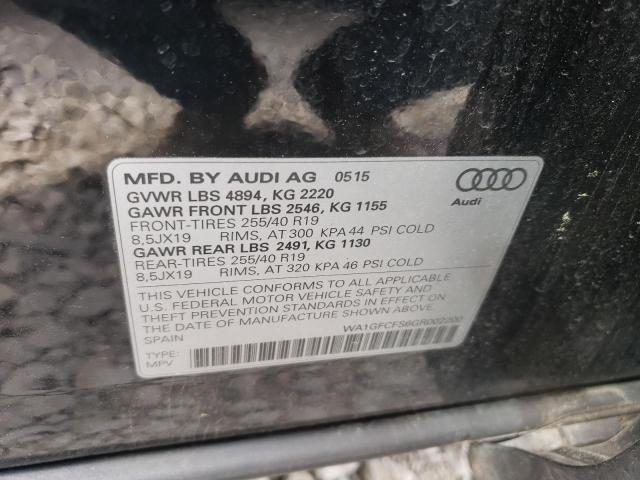 MFD. BY AUDI AG 0515
GVWR LBS 4894, KG 2220
GAWR FRONT LBS 2546, KG 1155
FRONT-TIRES 255/40 R19
8,5JX19 RIMS, AT 300 KPA 44 PSI COLD
GAWR REAR LBS 2491, KG 1130
REAR-TIRES 255/40 R19
8,5JX19 RIMS, AT 320 KPA 46 PSI COLD
THIS VEHICLE CONFORMS TO ALL APPLICABLE
U.S. FEDERAL MOTOR VEHICLE SAFETY AND
THEFT PREVENTION STANDARDS IN EFFECT ON
THE DATE OF MANUFACTURE SHOWN ABOVE.
WA1GFCFS6GR002200
TYPE:
MPV
Audi